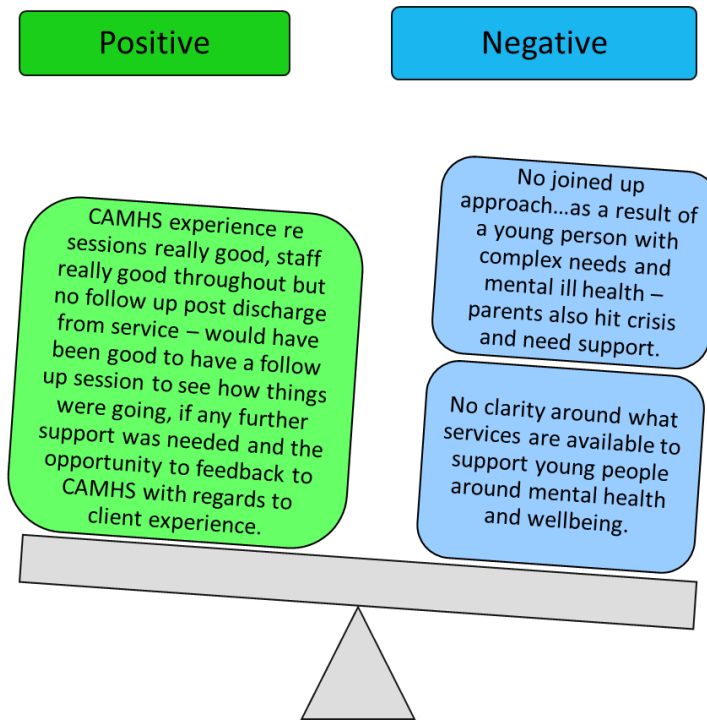 Positive
Negative
CAMHS experience re
sessions really good, staff
really good throughout but
no follow up post discharge
from service – would have
been good to have a follow
up session to see how things
were going, if any further
support was needed and the
opportunity to feedback to
CAMHS with regards to
client experience.
No joined up
approach...as a result of
a young person with
complex needs and
mental ill health –
parents also hit crisis
and need support.
No clarity around what
services are available to
support young people
around mental health
and wellbeing.